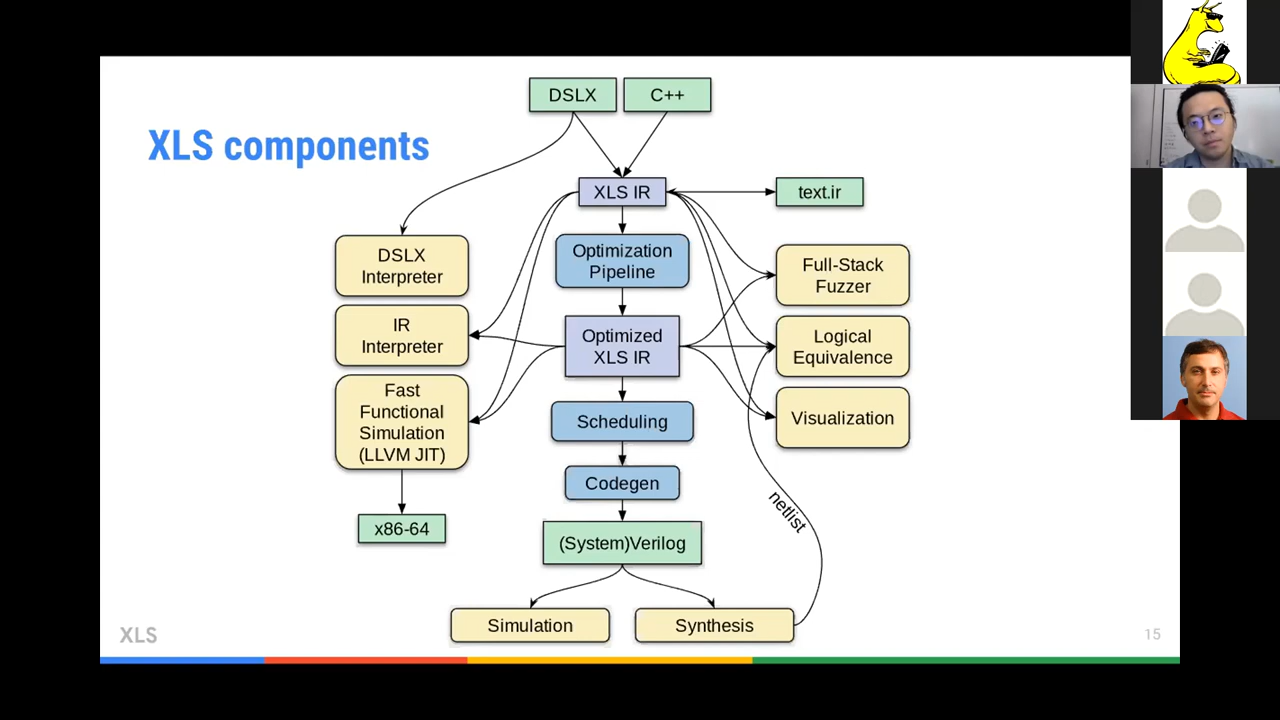 DSLX
C++
XLS components
XLS IR
text.ir
DSLX
Interpreter
Optimization
Pipeline
Full-Stack
Fuzzer
IR
Interpreter
Optimized
XLS IR
Logical
Equivalence
Fast
Functional
Simulation
(LLVM JIT)
Scheduling
Visualization
Codegen
netlist
x86-64
(System)Verilog
Simulation
Synthesis
XLS
15